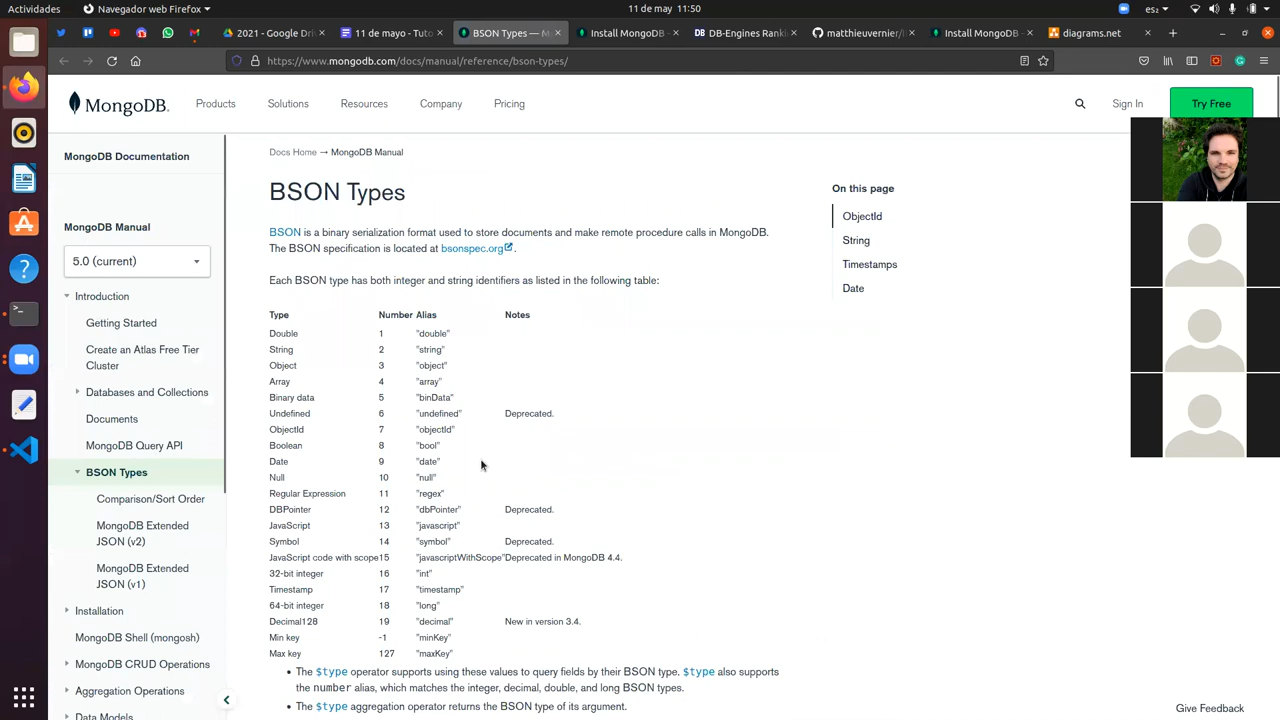 Actividades
Navegador web Firefox
11 de may 11:50
es2
2021 - Google Dri
11 de mayo - Tuto
BSON Types — M
Install MongoDB -
DB-Engines Ranki
matthieuvernier/
Install MongoDB -
diagrams.net
https://www.mongodb.com/docs/manual/reference/bson-types/
MongoDB.
Products
Solutions
Resources
Company
Pricing
Sign In
Try Free
MongoDB Documentation
MongoDB Manual
5.0 (current)
Introduction
Getting Started
Create an Atlas Free Tier
Cluster
Databases and Collections
Documents
MongoDB Query API
BSON Types
Comparison/Sort Order
MongoDB Extended
JSON (v2)
MongoDB Extended
JSON (v1)
Installation
MongoDB Shell (mongosh)
MongoDB CRUD Operations
Aggregation Operations
Data Models
Docs Home → MongoDB Manual
BSON Types
BSON is a binary serialization format used to store documents and make remote procedure calls in MongoDB.
The BSON specification is located at bsonspec.org.
Each BSON type has both integer and string identifiers as listed in the following table:
Type Number Alias Notes
Double 1 "double"
String 2 "string"
Object 3 "object"
Array 4 "array"
Binary data 5 "binData"
Undefined 6 "undefined" Deprecated.
ObjectId 7 "objectId"
Boolean 8 "bool"
Date 9 "date"
Null 10 "null"
Regular Expression 11 "regex"
DBPointer 12 "dbPointer" Deprecated.
JavaScript 13 "javascript"
Symbol 14 "symbol" Deprecated.
JavaScript code with scope 15 "javascriptWithScope" Deprecated in MongoDB 4.4.
32-bit integer 16 "int"
Timestamp 17 "timestamp"
64-bit integer 18 "long"
Decimal128 19 "decimal" New in version 3.4.
Min key -1 "minKey"
Max key 127 "maxKey"
• The $type operator supports using these values to query fields by their BSON type. $type also supports
the number alias, which matches the integer, decimal, double, and long BSON types.
• The $type aggregation operator returns the BSON type of its argument.
On this page
ObjectId
String
Timestamps
Date
Give Feedback